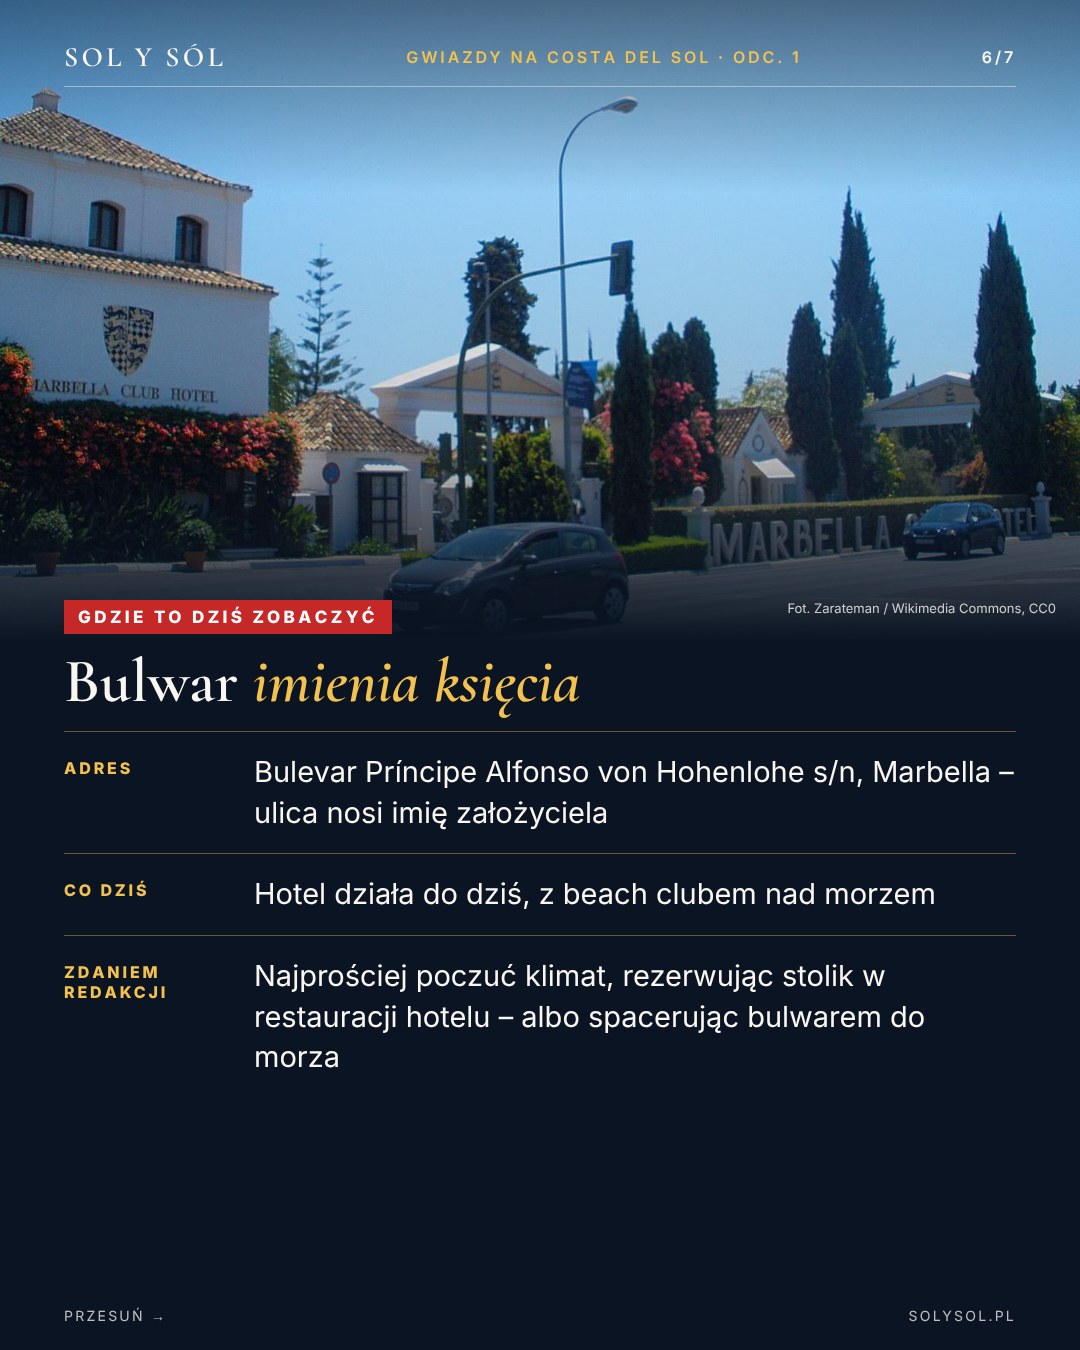 SOL Y SÓL
GWIAZDY NA COSTA DEL SOL · ODC. 1
6/7
MARBELLA CLUB HOTEL
MARBELLA
GDZIE TO DZIŚ ZOBACZYĆ
Fot. Zarateman / Wikimedia Commons, CC0
Bulwar imienia księcia
ADRES
Bulevar Príncipe Alfonso von Hohenlohe s/n, Marbella –
ulica nosi imię założyciela
CO DZIŚ
Hotel działa do dziś, z beach clubem nad morzem
ZDANIEM
REDAKCJI
Najprościej poczuć klimat, rezerwując stolik w
restauracji hotelu – albo spacerując bulwarem do
morza
PRZESUŃ →
SOLYSOL.PL